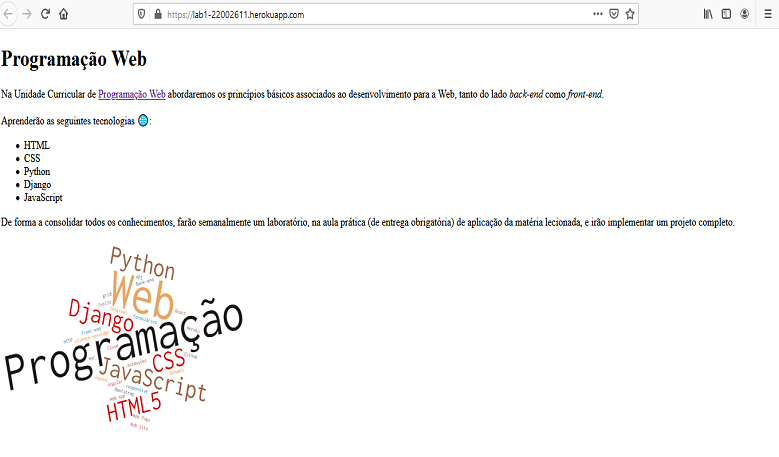 https://lab1-22002611.herokuapp.com
Programação Web
Na Unidade Curricular de Programação Web abordaremos os princípios básicos associados ao desenvolvimento para a Web, tanto do lado back-end como front-end.
Aprenderão as seguintes tecnologias 🌐:
• HTML
• CSS
• Python
• Django
• JavaScript
De forma a consolidar todos os conhecimentos, farão semanalmente um laboratório, na aula prática (de entrega obrigatória) de aplicação da matéria lecionada, e irão implementar um projeto completo.
Python
Web
Django
Programação
CSS
JavaScript
HTML5